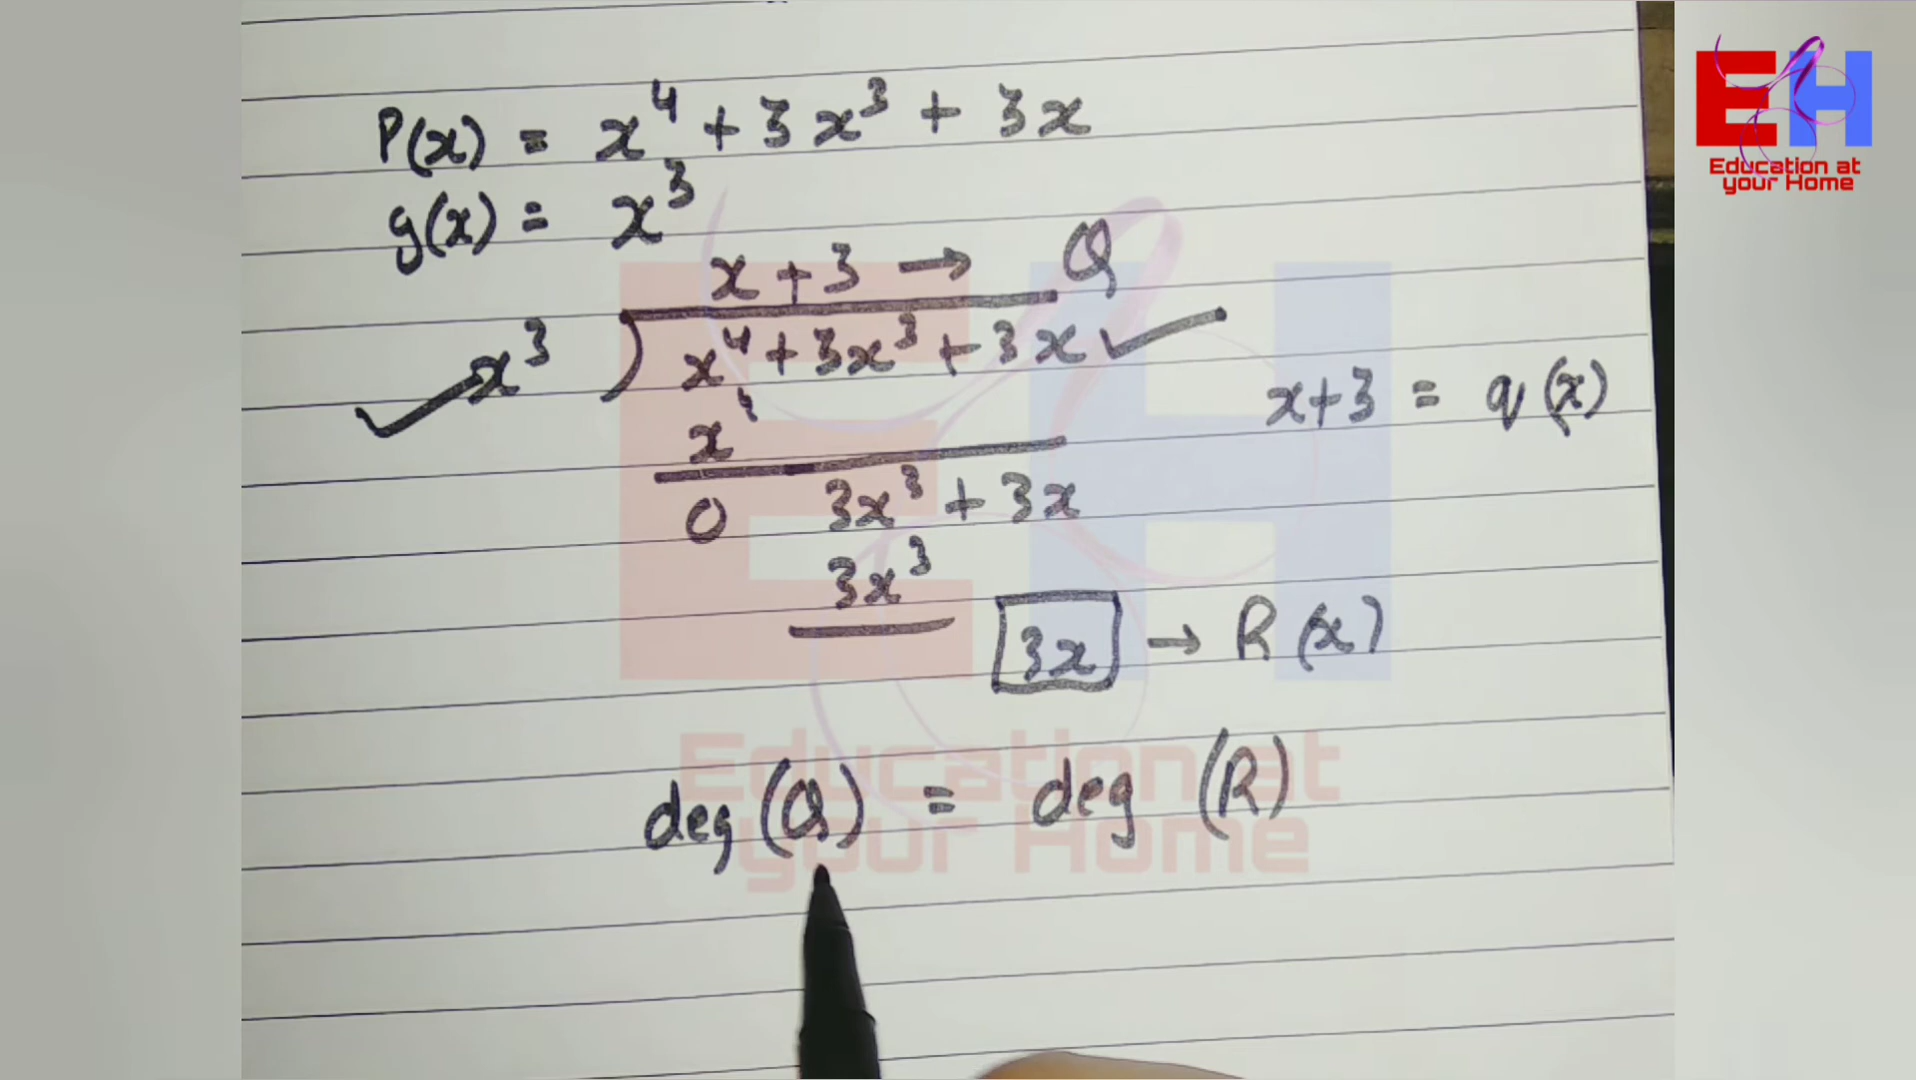 P(x) = x⁴ + 3x³ + 3x
g(x) = x³
x + 3 → Q
x³ ) x⁴ + 3x³ + 3x
x⁴
x+3 = q(x)
0 3x³ + 3x
3x³
3x → R(x)
deg (Q) = deg (R)
EH
Education at
your Home
Education at
your Home